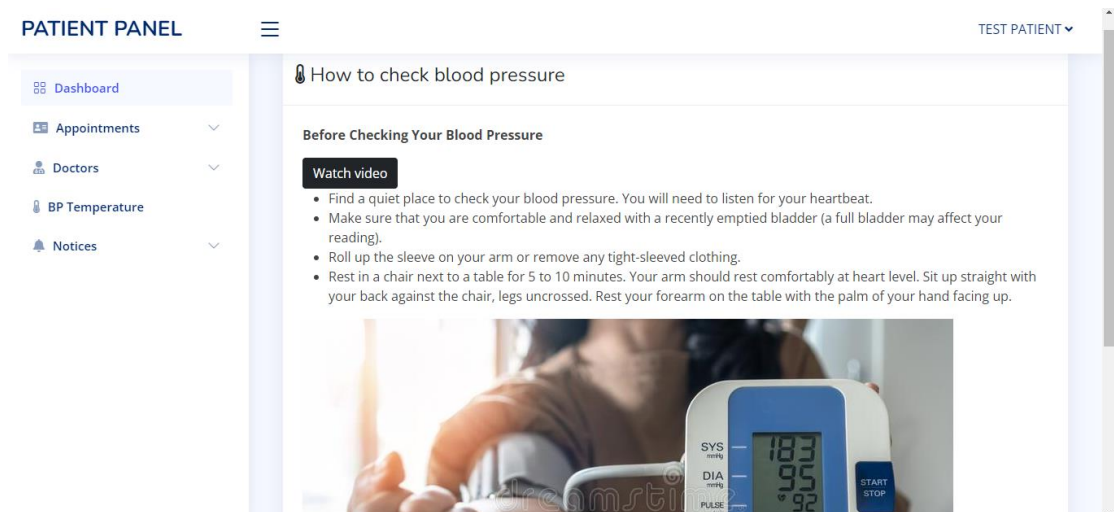 PATIENT PANEL
TEST PATIENT
Dashboard
Appointments
Doctors
BP Temperature
Notices
How to check blood pressure
Before Checking Your Blood Pressure
Watch video
Find a quiet place to check your blood pressure. You will need to listen for your heartbeat.
Make sure that you are comfortable and relaxed with a recently emptied bladder (a full bladder may affect your
reading).
Roll up the sleeve on your arm or remove any tight-sleeved clothing.
Rest in a chair next to a table for 5 to 10 minutes. Your arm should rest comfortably at heart level. Sit up straight with
your back against the chair, legs uncrossed. Rest your forearm on the table with the palm of your hand facing up.
SYS
mmHg
183
DIA
mmHg
95
PULSE
92
START
STOP
dreamstime